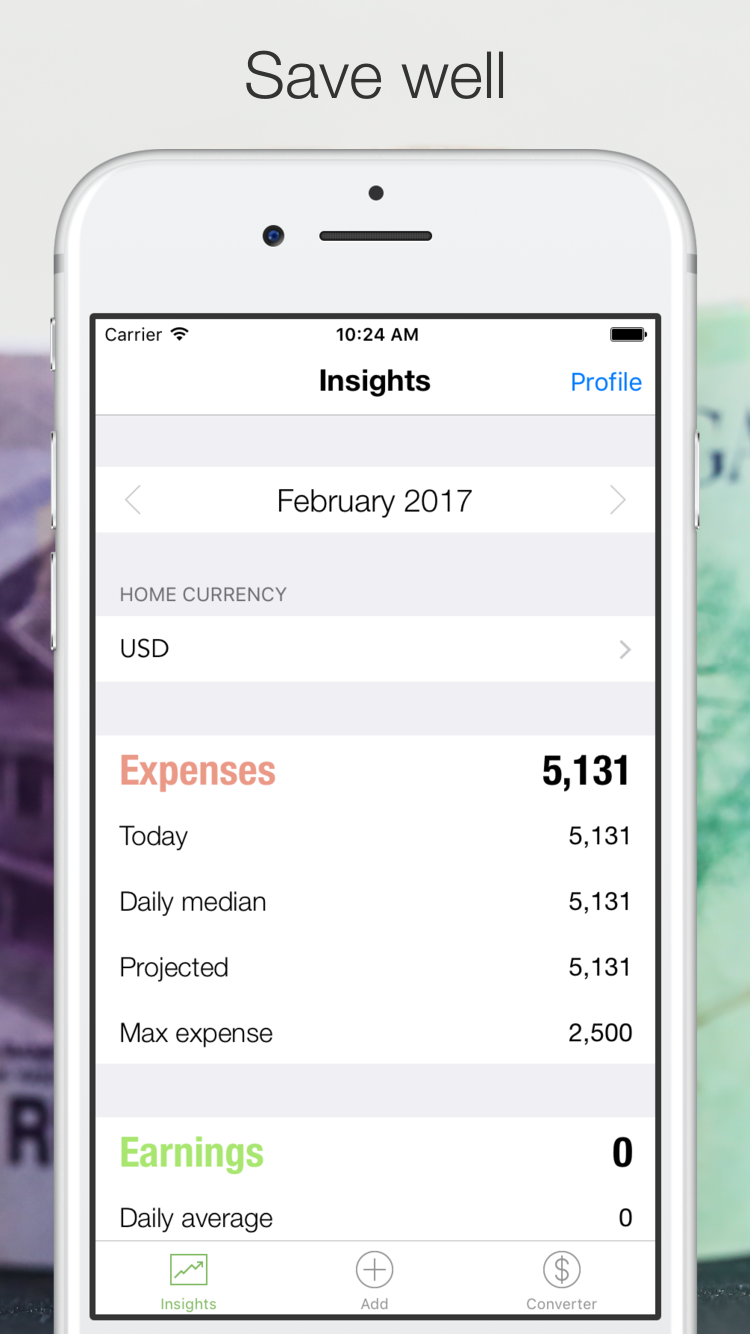 Save well
Carrier 10:24 AM
Insights Profile
February 2017
HOME CURRENCY
USD
Expenses 5,131
Today 5,131
Daily median 5,131
Projected 5,131
Max expense 2,500
Earnings 0
Daily average 0
Insights Add Converter